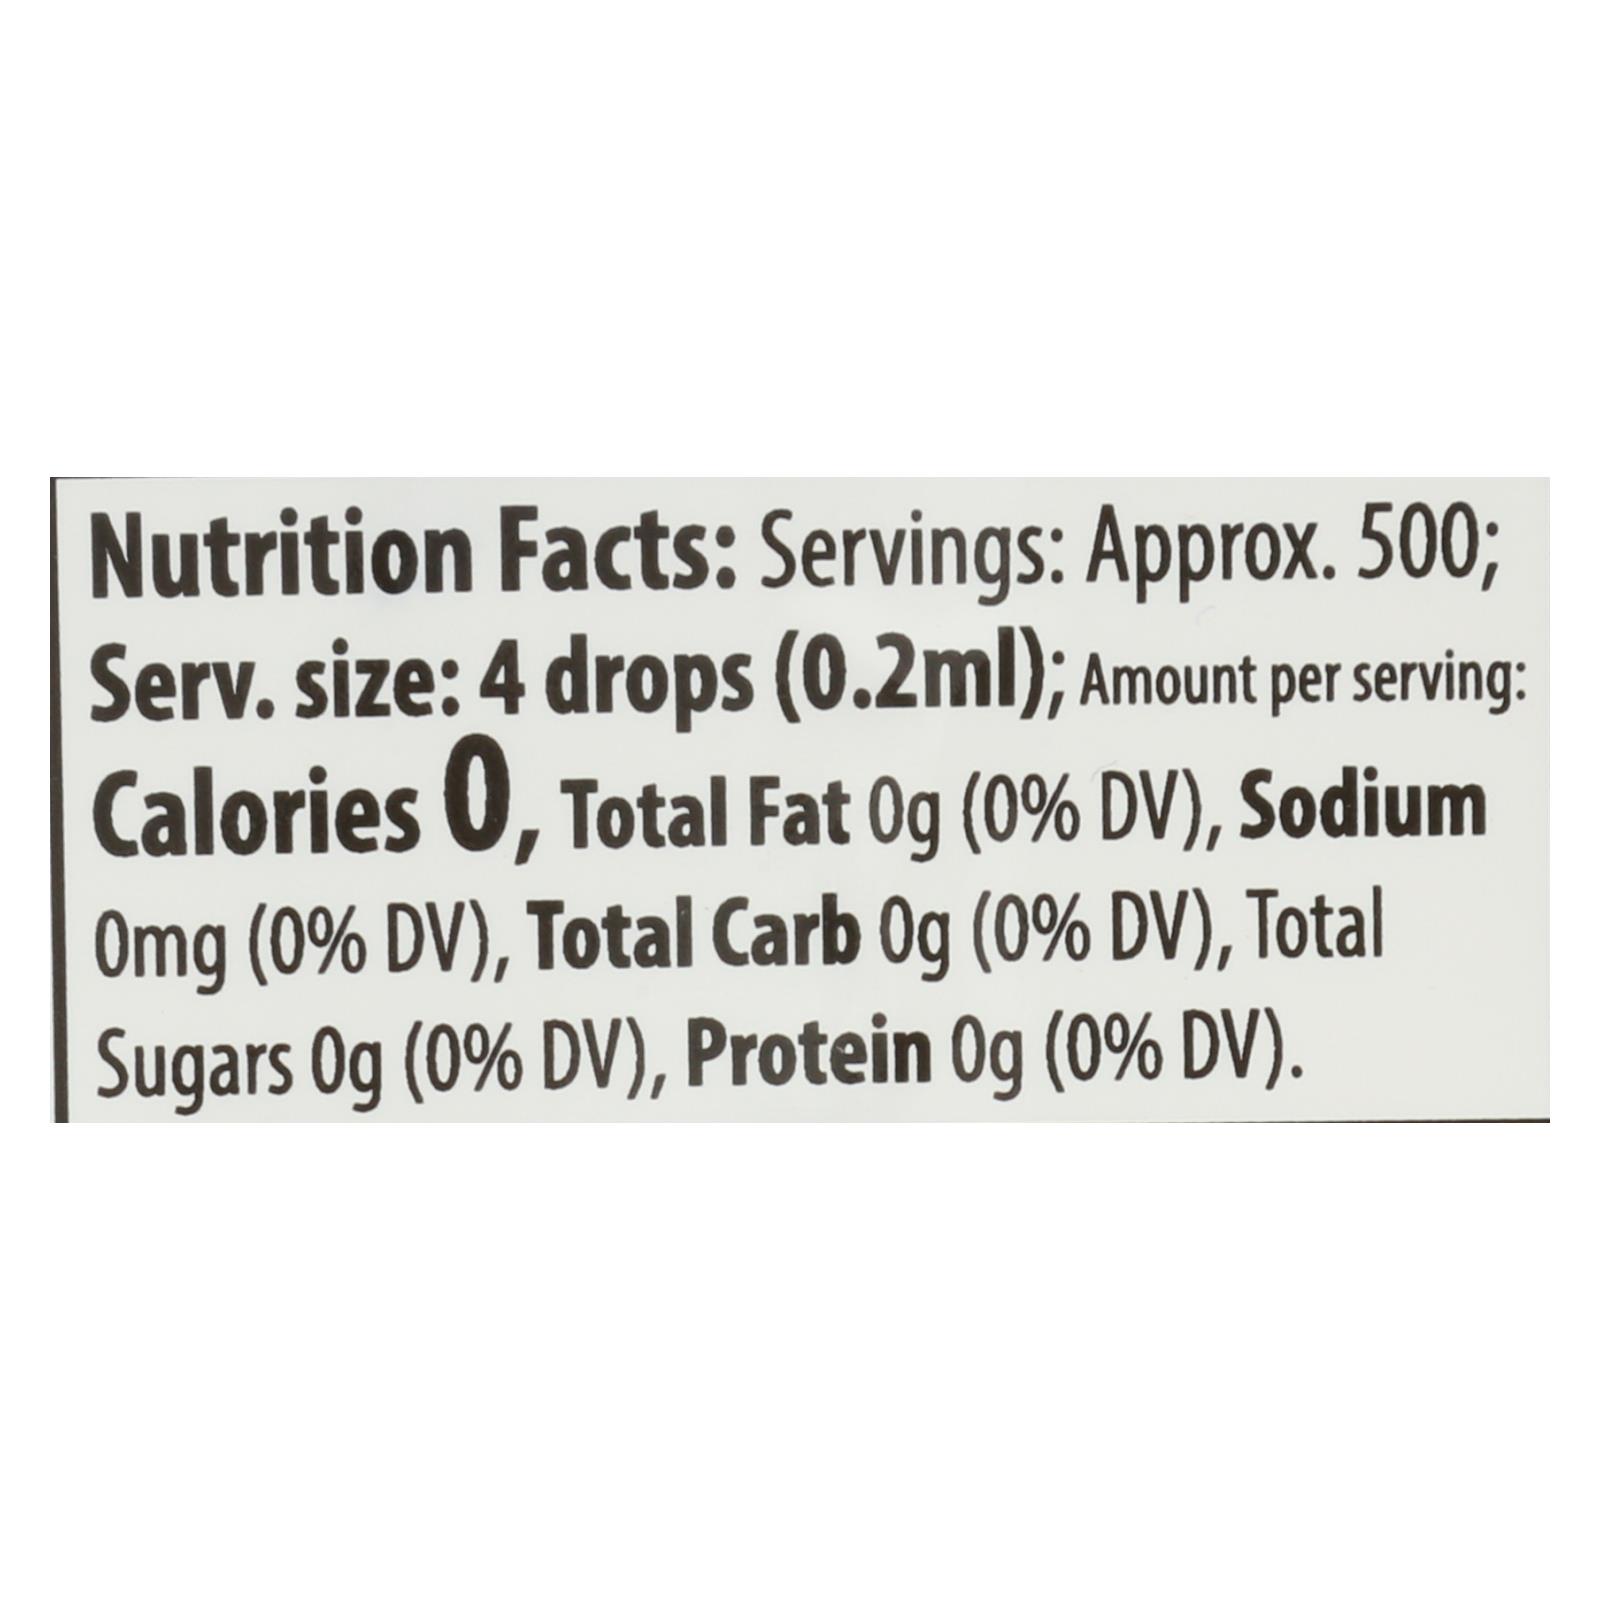 Nutrition Facts: Servings: Approx. 500;
Serv. size: 4 drops (0.2ml); Amount per serving:
Calories 0, Total Fat 0g (0% DV), Sodium
0mg (0% DV), Total Carb 0g (0% DV), Total
Sugars 0g (0% DV), Protein 0g (0% DV).